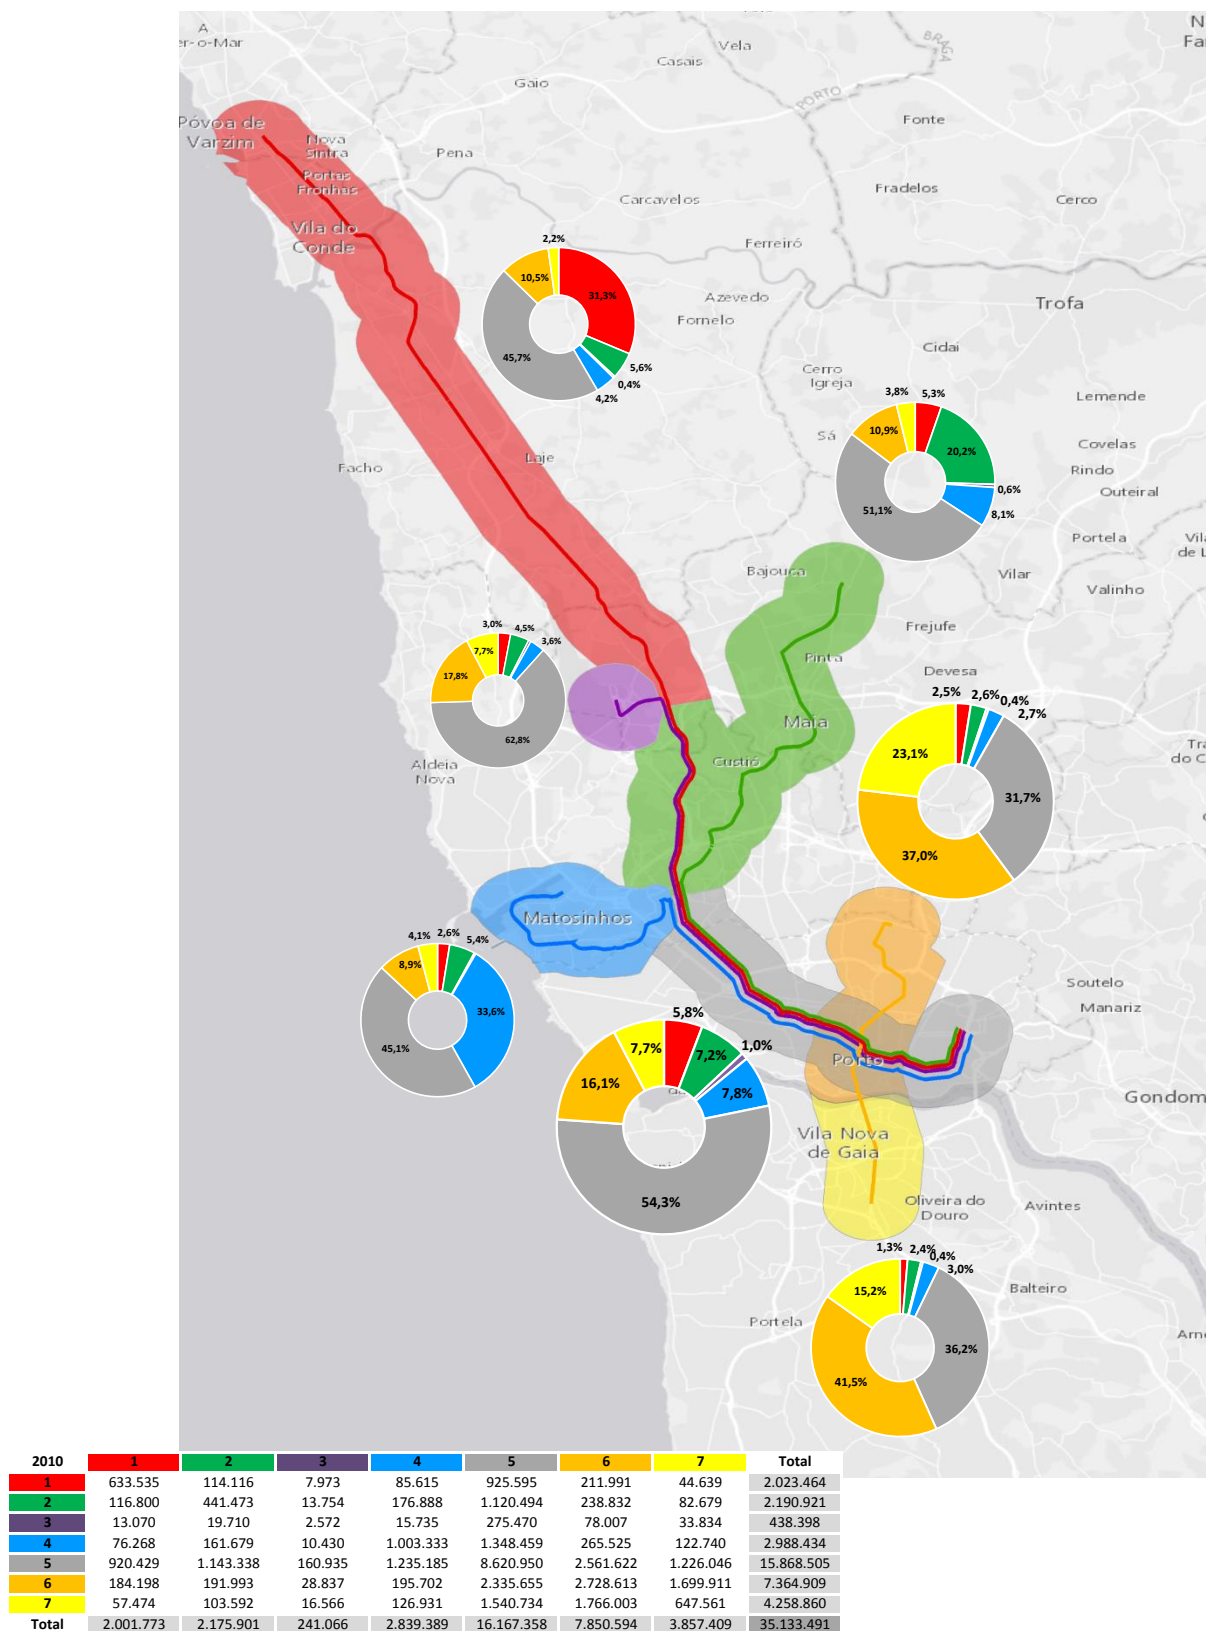 A
er-o-Mar
Vela
Casais
BRAGA
Gaio
PORTO
Póvoa de
Varzim
Nova
Sintra
Fonte
Pena
Portas
Fronhas
Fradelos
Carcavelos
Cerco
Vila do
Conde
Ferreiró
2,2%
10,5%
31,3%
45,7%
5,6%
0,4%
4,2%
Azevedo
Fornelo
Trofa
Cidai
Cerro
Igreja
Lemende
3,8%
5,3%
10,9%
20,2%
0,6%
8,1%
51,1%
Sá
Covelas
Rindo
Outeiral
Facho
Laje
Portela
Vilar
Valinho
Bajouca
Frejufe
Pinta
Devesa
Maia
3,0%
4,5%
3,6%
7,7%
17,8%
62,8%
2,5%
2,6%
0,4%
2,7%
23,1%
31,7%
37,0%
Aldeia
Nova
Custió
Matosinhos
4,1%
2,6%
5,4%
8,9%
33,6%
45,1%
Soutelo
Manariz
5,8%
7,2%
1,0%
7,7%
7,8%
16,1%
54,3%
Porto
Gondom
Vila Nova
de Gaia
Oliveira do
Douro
Avintes
1,3%
2,4%
0,4%
3,0%
15,2%
36,2%
41,5%
Balteiro
Portela
2010 1 2 3 4 5 6 7 Total
1 633.535 114.116 7.973 85.615 925.595 211.991 44.639 2.023.464
2 116.800 441.473 13.754 176.888 1.120.494 238.832 82.679 2.190.921
3 13.070 19.710 2.572 15.735 275.470 78.007 33.834 438.398
4 76.268 161.679 10.430 1.003.333 1.348.459 265.525 122.740 2.988.434
5 920.429 1.143.338 160.935 1.235.185 8.620.950 2.561.622 1.226.046 15.868.505
6 184.198 191.993 28.837 195.702 2.335.655 2.728.613 1.699.911 7.364.909
7 57.474 103.592 16.566 126.931 1.540.734 1.766.003 647.561 4.258.860
Total 2.001.773 2.175.901 241.066 2.839.389 16.167.358 7.850.594 3.857.409 35.133.491